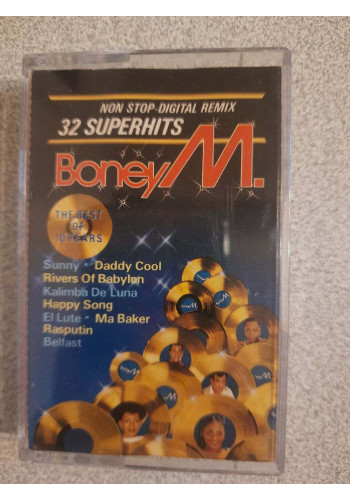 NON STOP-DIGITAL REMIX
32 SUPERHITS
Boney M.
THE BEST
OF
10 YEARS
Sunny * Daddy Cool
Rivers Of Babylon
Kalimba De Luna
Happy Song
El Lute * Ma Baker
Rasputin
Belfast
Boney M.